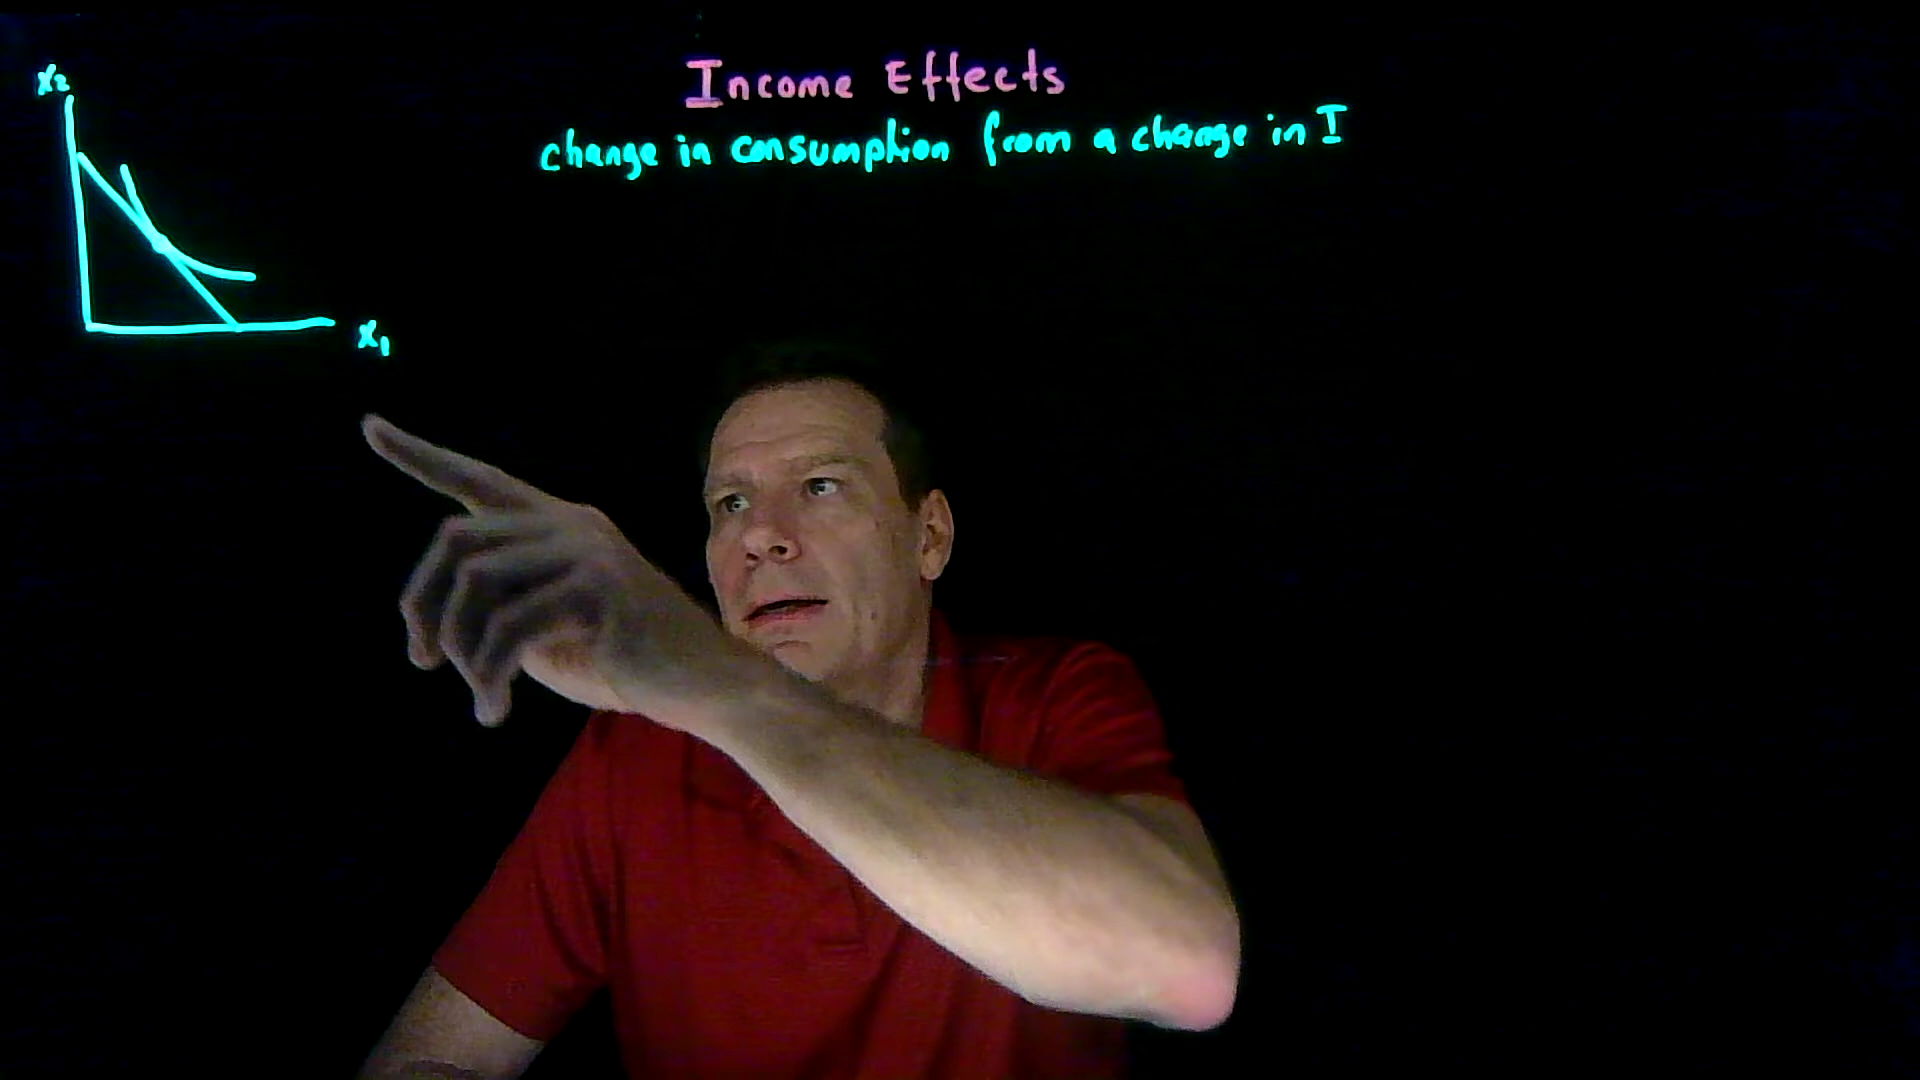 Income Effects
change in consumption from a change in I
x₂
x₁